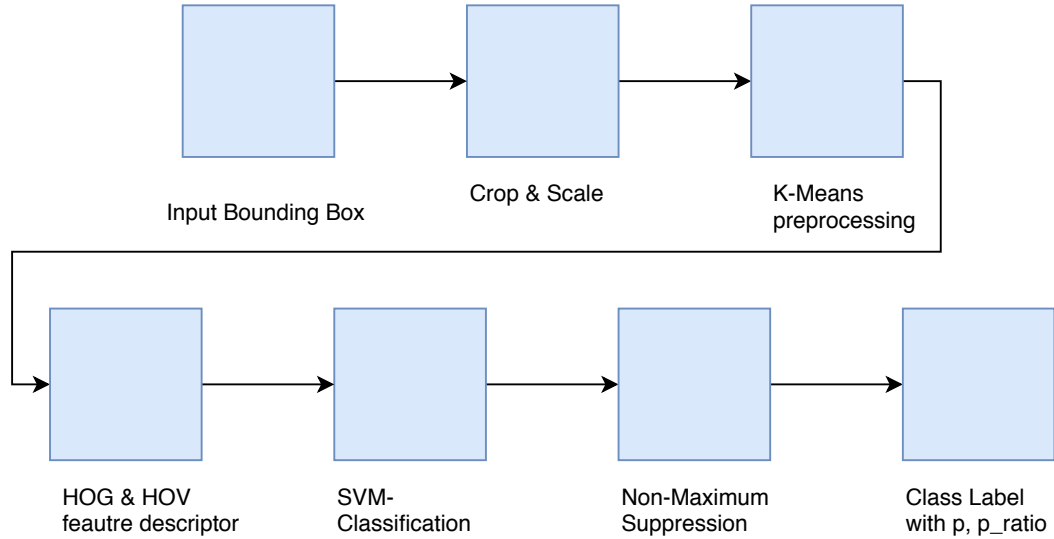 Input Bounding Box
Crop & Scale
K-Means
preprocessing
HOG & HOV
feautre descriptor
SVM-
Classification
Non-Maximum
Suppression
Class Label
with p, p_ratio